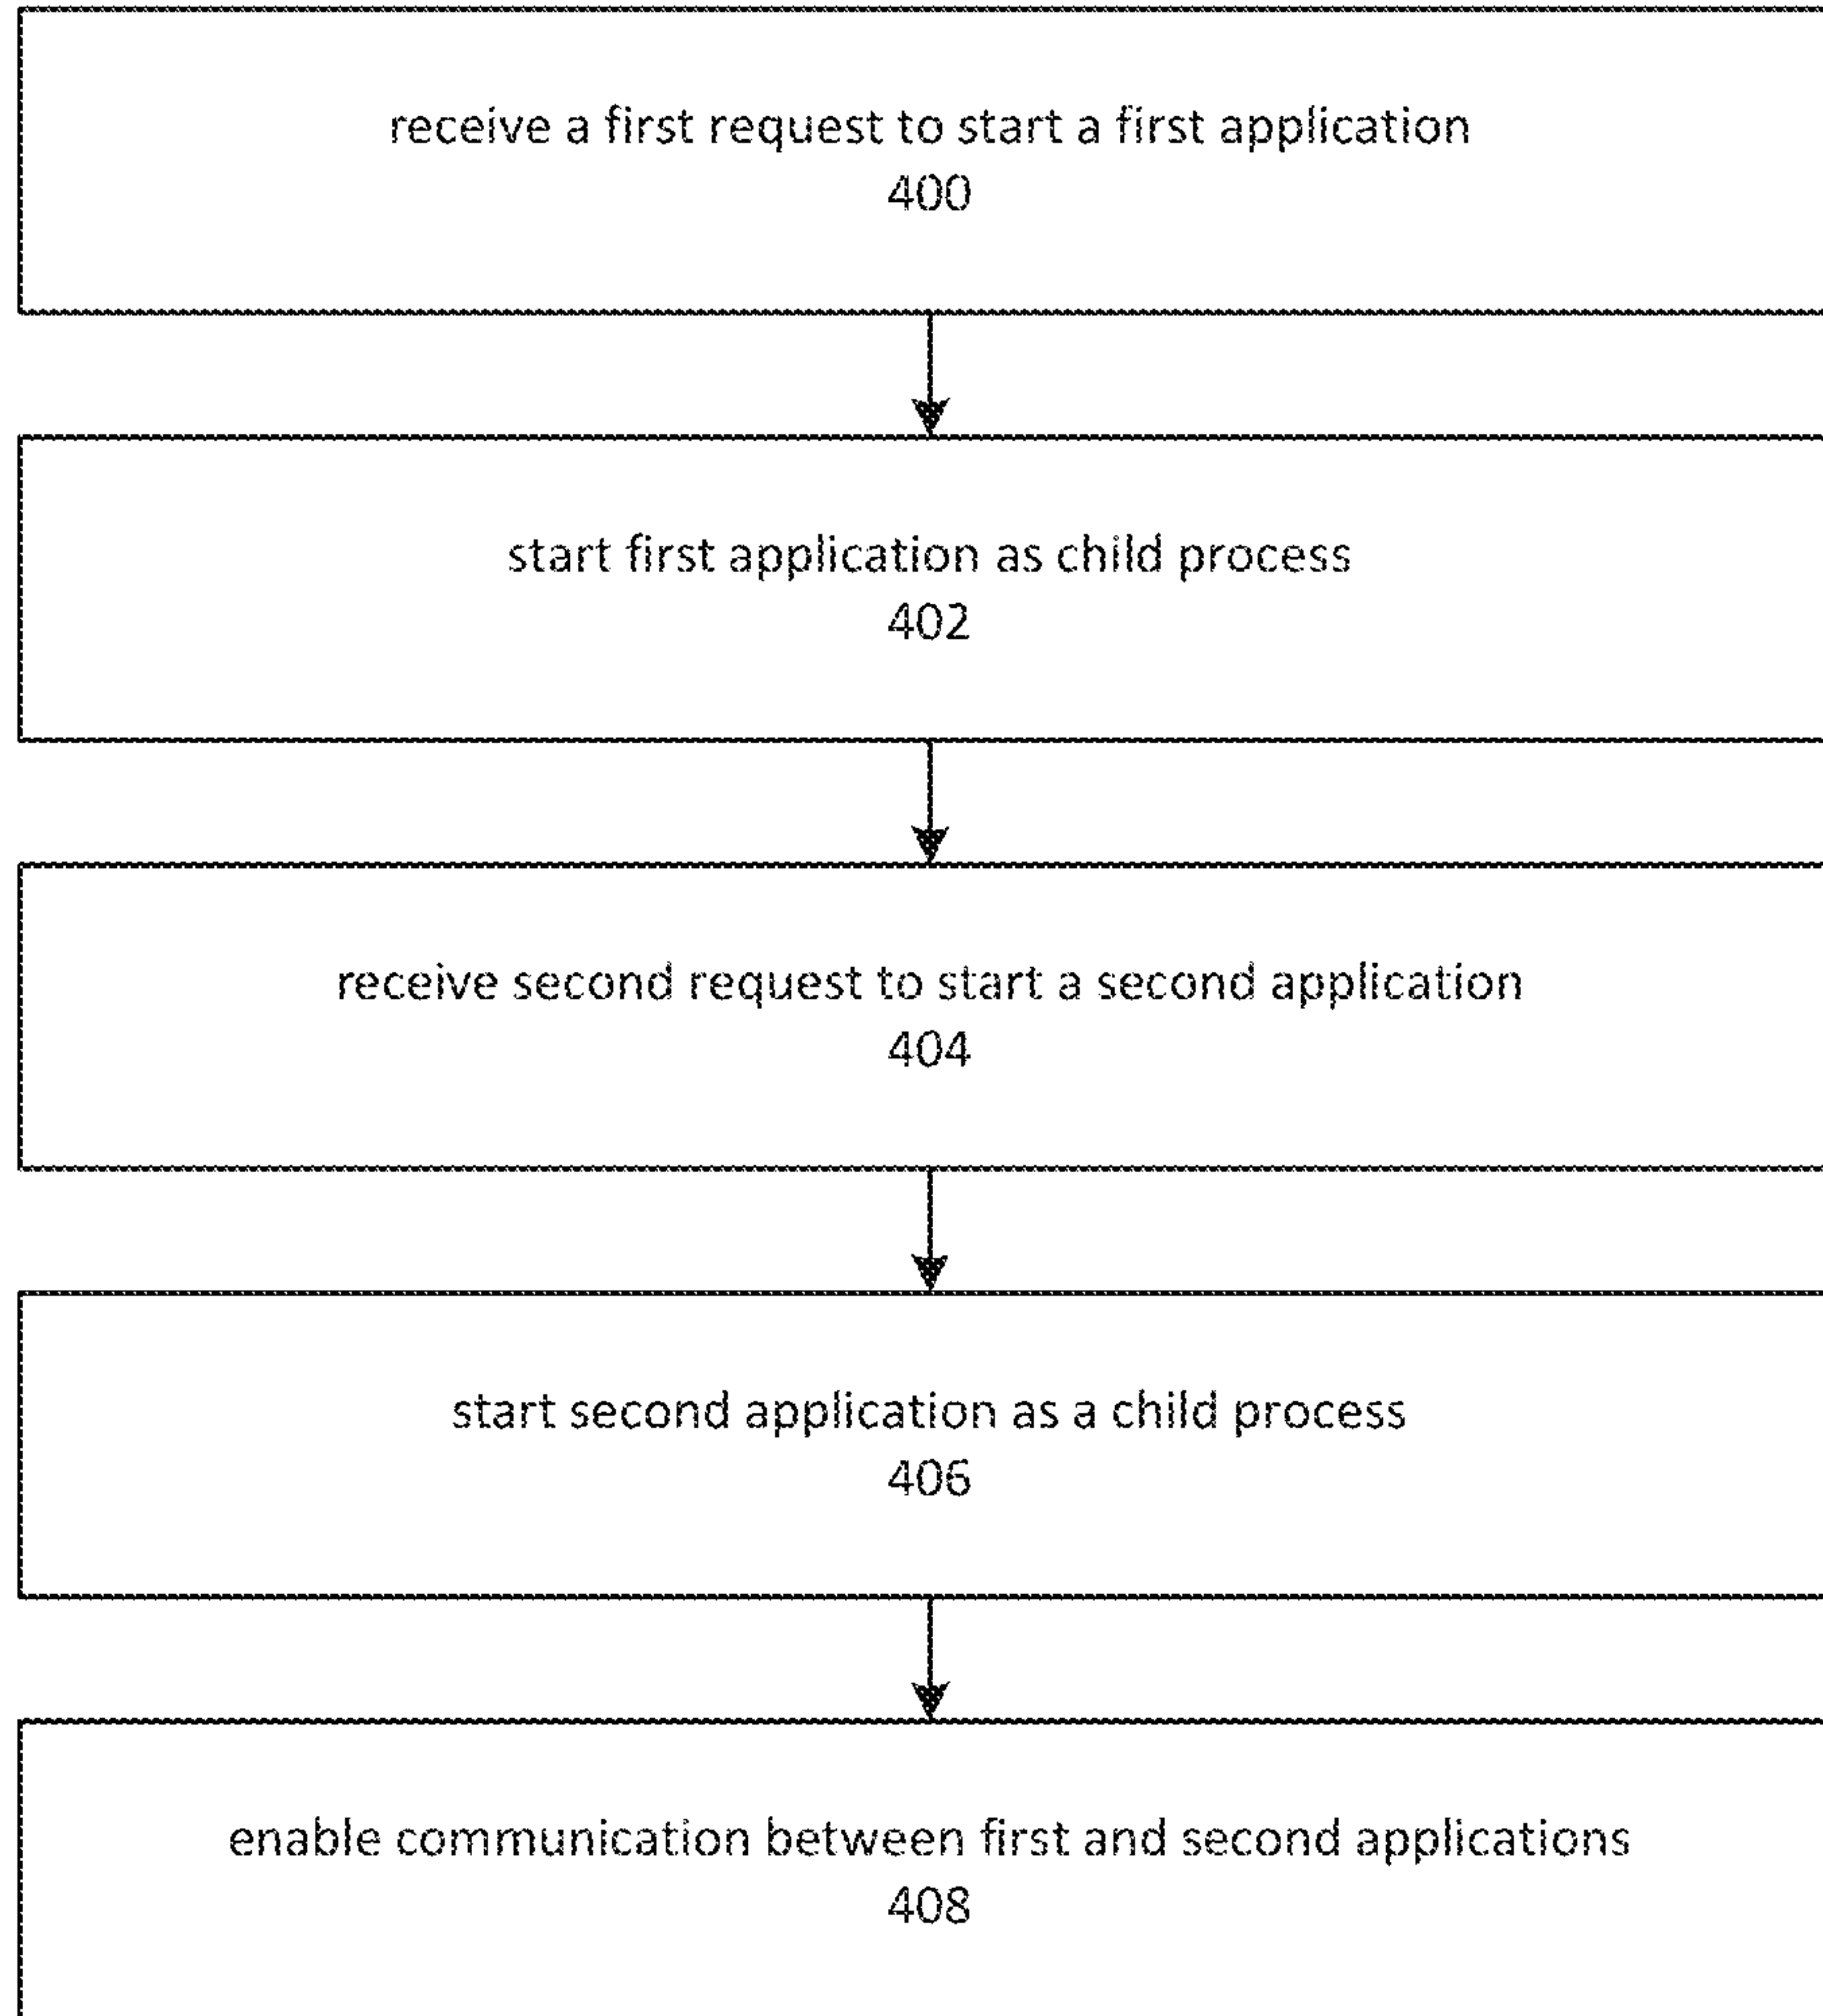 receive a first request to start a first application
400
start first application as child process
402
receive second request to start a second application
404
start second application as a child process
406
enable communication between first and second applications
408